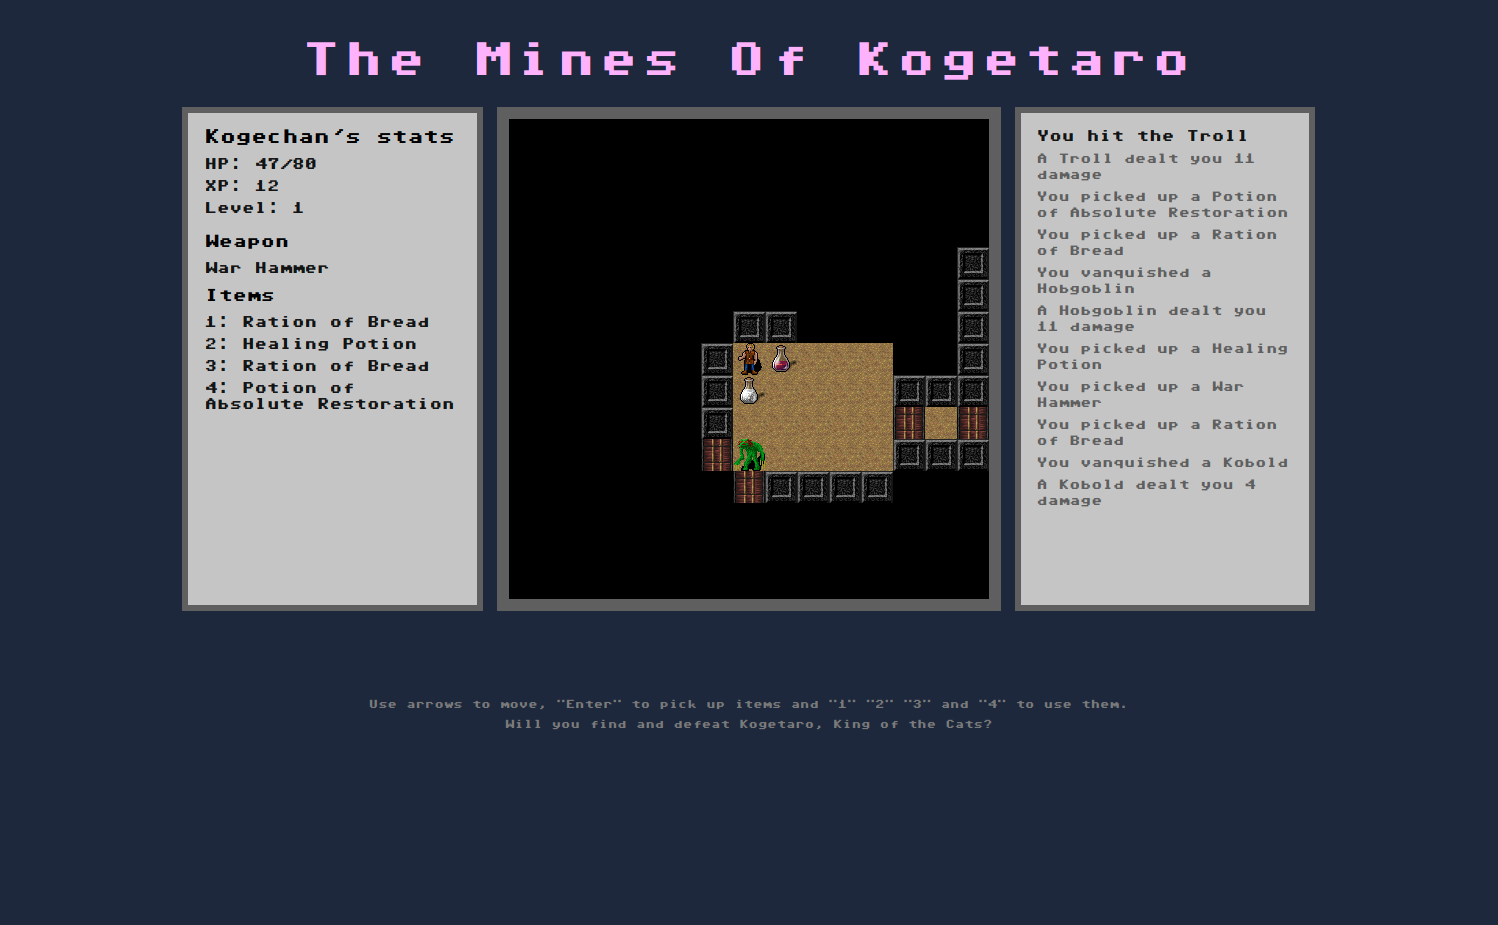 The Mines Of Kogetaro
Kogechan's stats
HP: 47/80
XP: 12
Level: 1
Weapon
War Hammer
Items
1: Ration of Bread
2: Healing Potion
3: Ration of Bread
4: Potion of
Absolute Restoration
You hit the Troll
A Troll dealt you 11
damage
You picked up a Potion
of Absolute Restoration
You picked up a Ration
of Bread
You vanquished a
Hobgoblin
A Hobgoblin dealt you
11 damage
You picked up a Healing
Potion
You picked up a War
Hammer
You picked up a Ration
of Bread
You vanquished a Kobold
A Kobold dealt you 4
damage
Use arrows to move, "Enter" to pick up items and "1" "2" "3" and "4" to use them.
Will you find and defeat Kogetaro, King of the Cats?